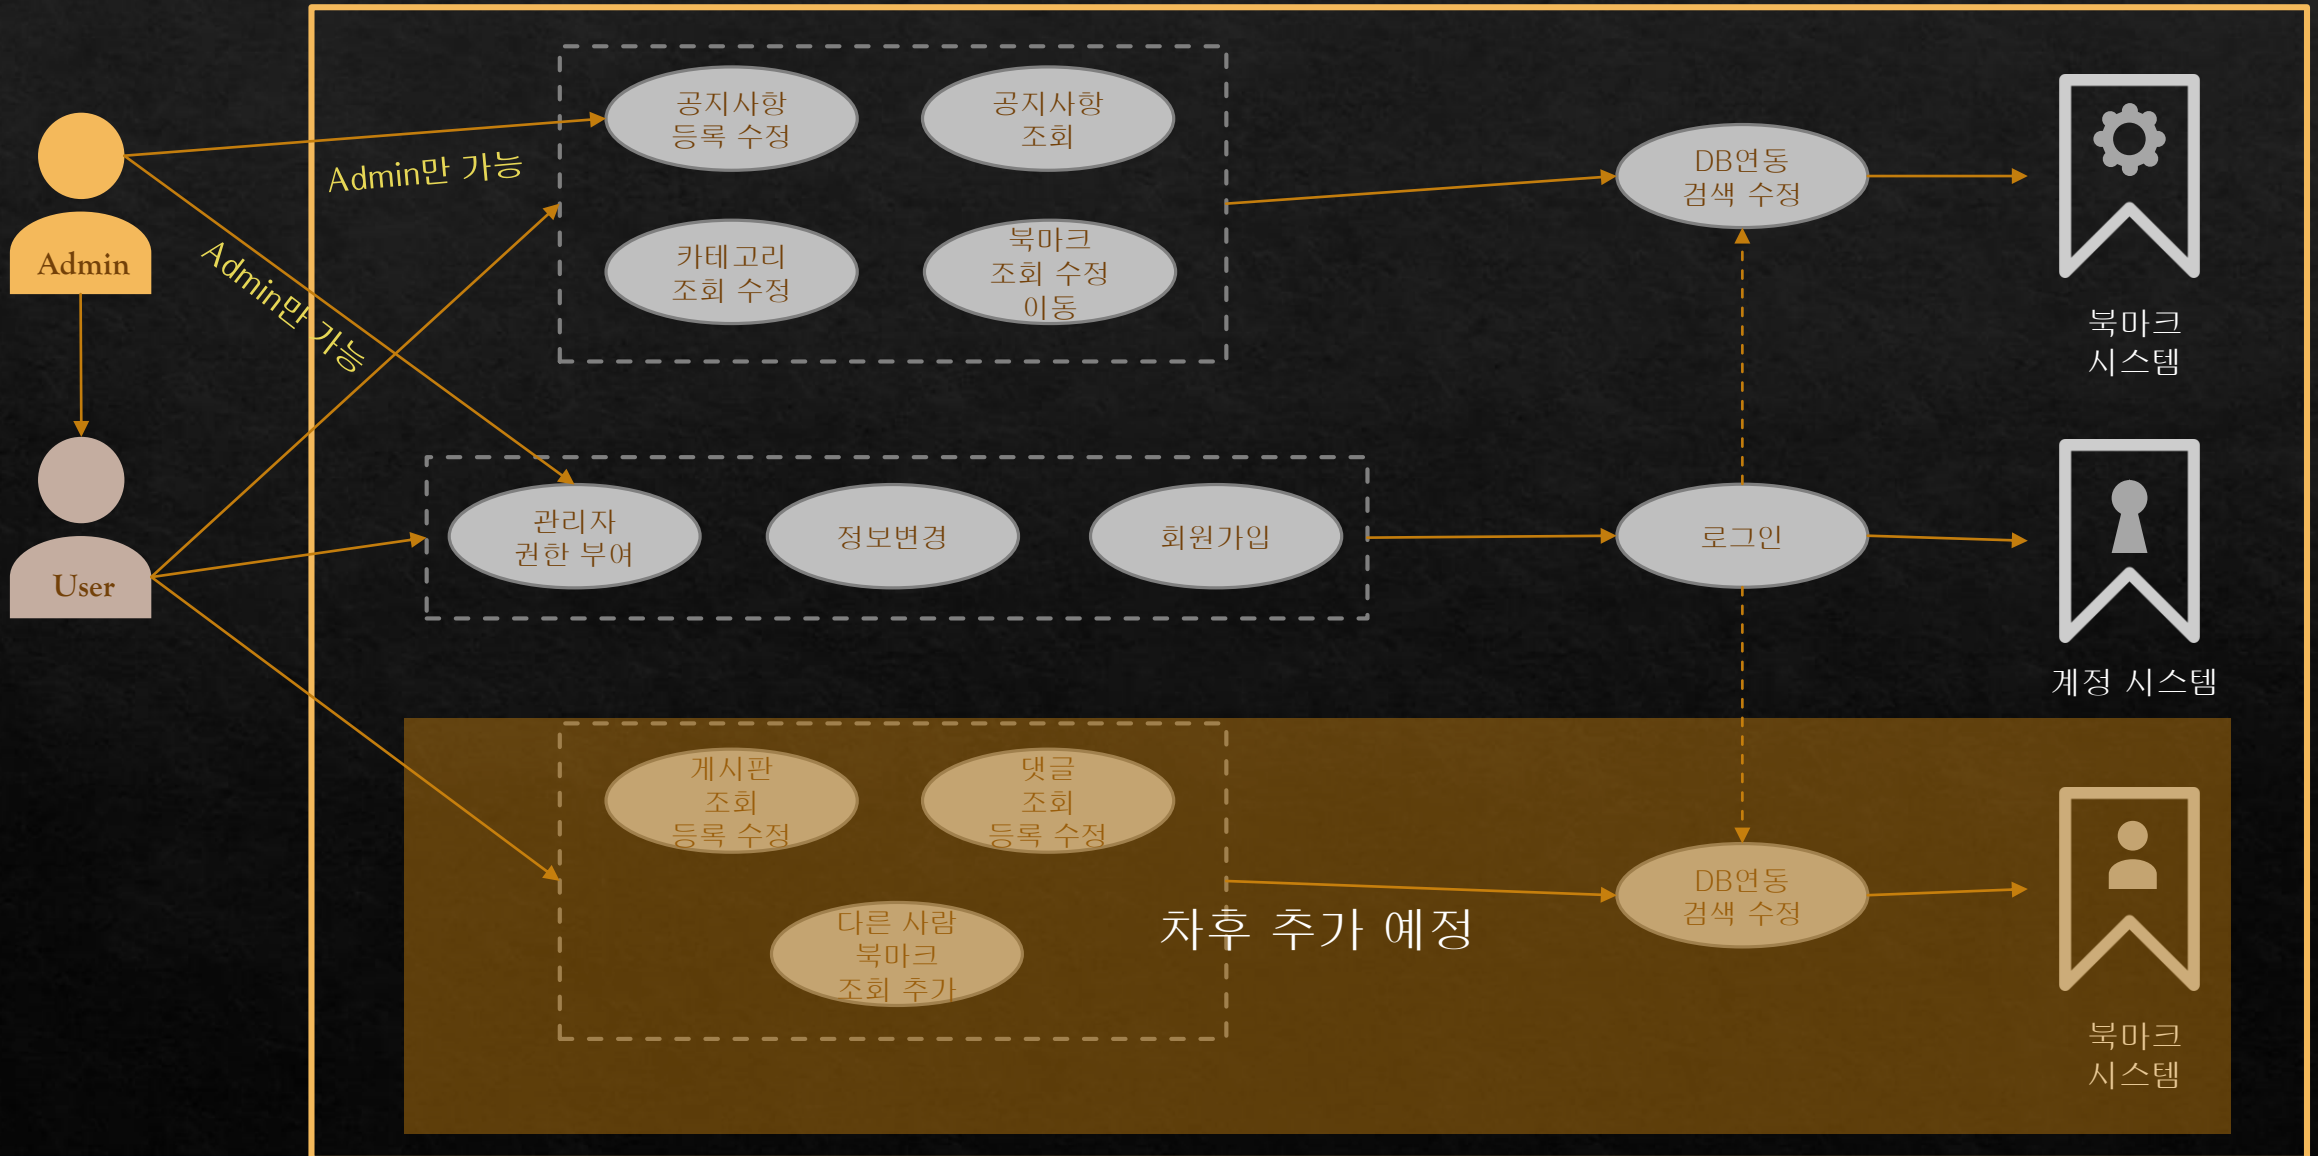 Admin
User
Admin만 가능
Admin만 가능
공지사항
등록 수정
공지사항
조회
카테고리
조회 수정
북마크
조회 수정
이동
DB연동
검색 수정
북마크
시스템
관리자
권한 부여
정보변경
회원가입
로그인
계정 시스템
게시판
조회
등록 수정
댓글
조회
등록 수정
다른 사람
북마크
조회 추가
차후 추가 예정
DB연동
검색 수정
북마크
시스템